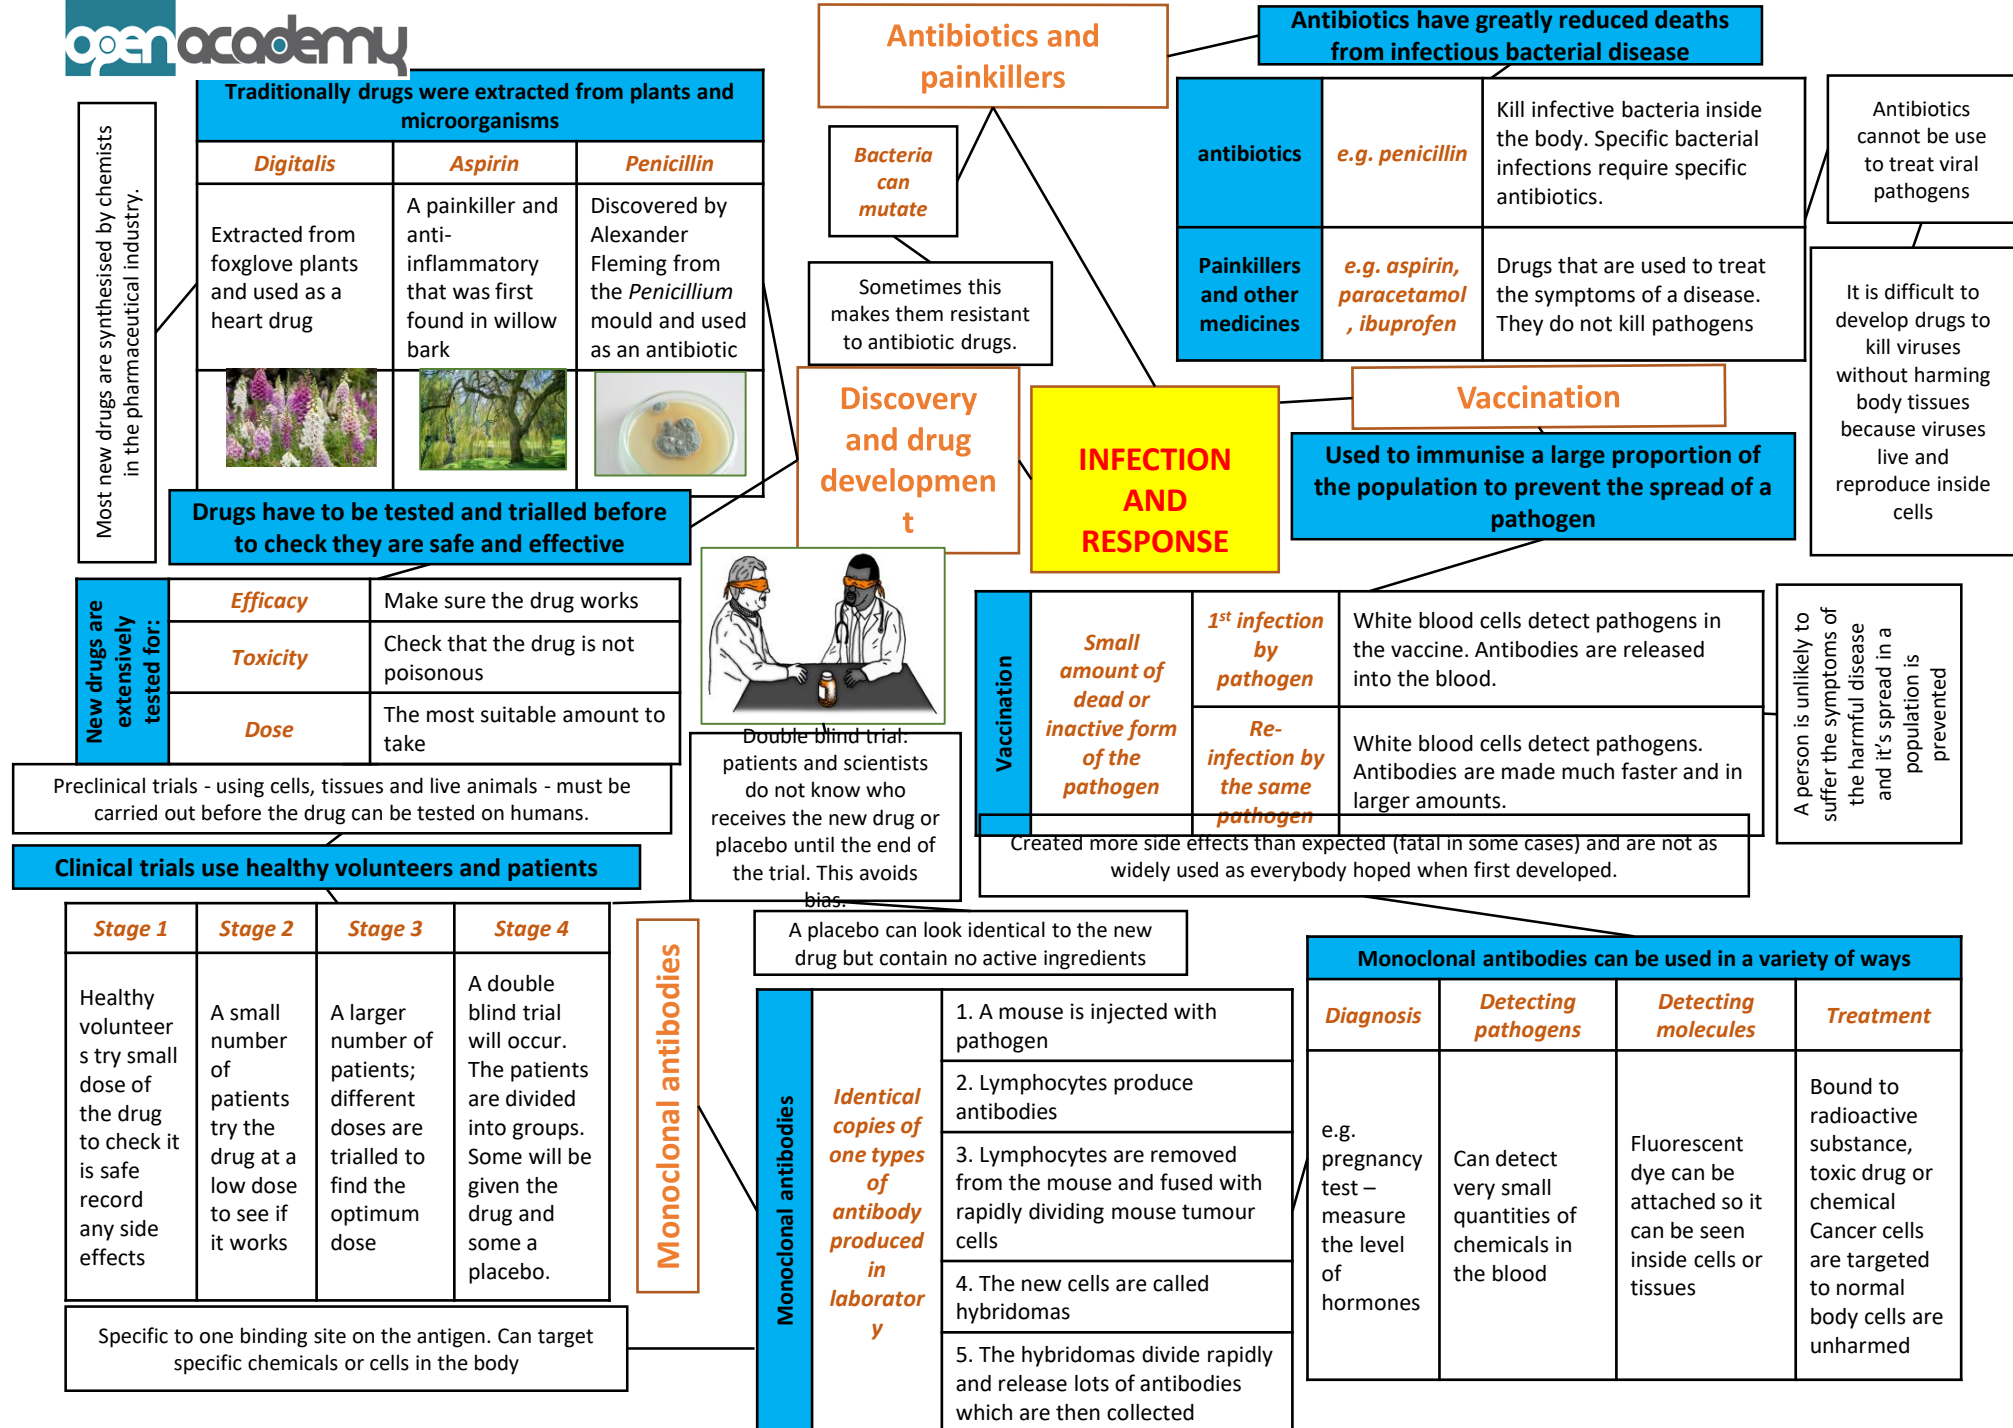 openacademy
Antibiotics and
painkillers
Antibiotics have greatly reduced deaths
from infectious bacterial disease
Traditionally drugs were extracted from plants and
microorganisms
Digitalis
Aspirin
Penicillin
Extracted from
foxglove plants
and used as a
heart drug
A painkiller and
anti-
inflammatory
that was first
found in willow
bark
Discovered by
Alexander
Fleming from
the Penicillium
mould and used
as an antibiotic
Most new drugs are synthesised by chemists
in the pharmaceutical industry.
Bacteria
can
mutate
Sometimes this
makes them resistant
to antibiotic drugs.
antibiotics
e.g. penicillin
Kill infective bacteria inside
the body. Specific bacterial
infections require specific
antibiotics.
Painkillers
and other
medicines
e.g. aspirin,
paracetamol
, ibuprofen
Drugs that are used to treat
the symptoms of a disease.
They do not kill pathogens
Antibiotics
cannot be use
to treat viral
pathogens
It is difficult to
develop drugs to
kill viruses
without harming
body tissues
because viruses
live and
reproduce inside
cells
Discovery
and drug
developmen
t
INFECTION
AND
RESPONSE
Vaccination
Used to immunise a large proportion of
the population to prevent the spread of a
pathogen
Drugs have to be tested and trialled before
to check they are safe and effective
New drugs are
extensively
tested for:
Efficacy
Make sure the drug works
Toxicity
Check that the drug is not
poisonous
Dose
The most suitable amount to
take
Preclinical trials - using cells, tissues and live animals - must be
carried out before the drug can be tested on humans.
Clinical trials use healthy volunteers and patients
Double blind trial:
patients and scientists
do not know who
receives the new drug or
placebo until the end of
the trial. This avoids
bias.
Vaccination
Small
amount of
dead or
inactive form
of the
pathogen
1st infection
by
pathogen
White blood cells detect pathogens in
the vaccine. Antibodies are released
into the blood.
Re-
infection by
the same
pathogen
White blood cells detect pathogens.
Antibodies are made much faster and in
larger amounts.
A person is unlikely to
suffer the symptoms of
the harmful disease
and it's spread in a
population is
prevented
Created more side effects than expected (fatal in some cases) and are not as
widely used as everybody hoped when first developed.
A placebo can look identical to the new
drug but contain no active ingredients
Stage 1
Stage 2
Stage 3
Stage 4
Healthy
volunteer
s try small
dose of
the drug
to check it
is safe
record
any side
effects
A small
number
of
patients
try the
drug at a
low dose
to see if
it works
A larger
number of
patients;
different
doses are
trialled to
find the
optimum
dose
A double
blind trial
will occur.
The patients
are divided
into groups.
Some will be
given the
drug and
some a
placebo.
Specific to one binding site on the antigen. Can target
specific chemicals or cells in the body
Monoclonal antibodies
Monoclonal antibodies
Identical
copies of
one types
of
antibody
produced
in
laborator
y
1. A mouse is injected with
pathogen
2. Lymphocytes produce
antibodies
3. Lymphocytes are removed
from the mouse and fused with
rapidly dividing mouse tumour
cells
4. The new cells are called
hybridomas
5. The hybridomas divide rapidly
and release lots of antibodies
which are then collected
Monoclonal antibodies can be used in a variety of ways
Diagnosis
Detecting
pathogens
Detecting
molecules
Treatment
e.g.
pregnancy
test –
measure
the level
of
hormones
Can detect
very small
quantities of
chemicals in
the blood
Fluorescent
dye can be
attached so it
can be seen
inside cells or
tissues
Bound to
radioactive
substance,
toxic drug or
chemical
Cancer cells
are targeted
to normal
body cells are
unharmed